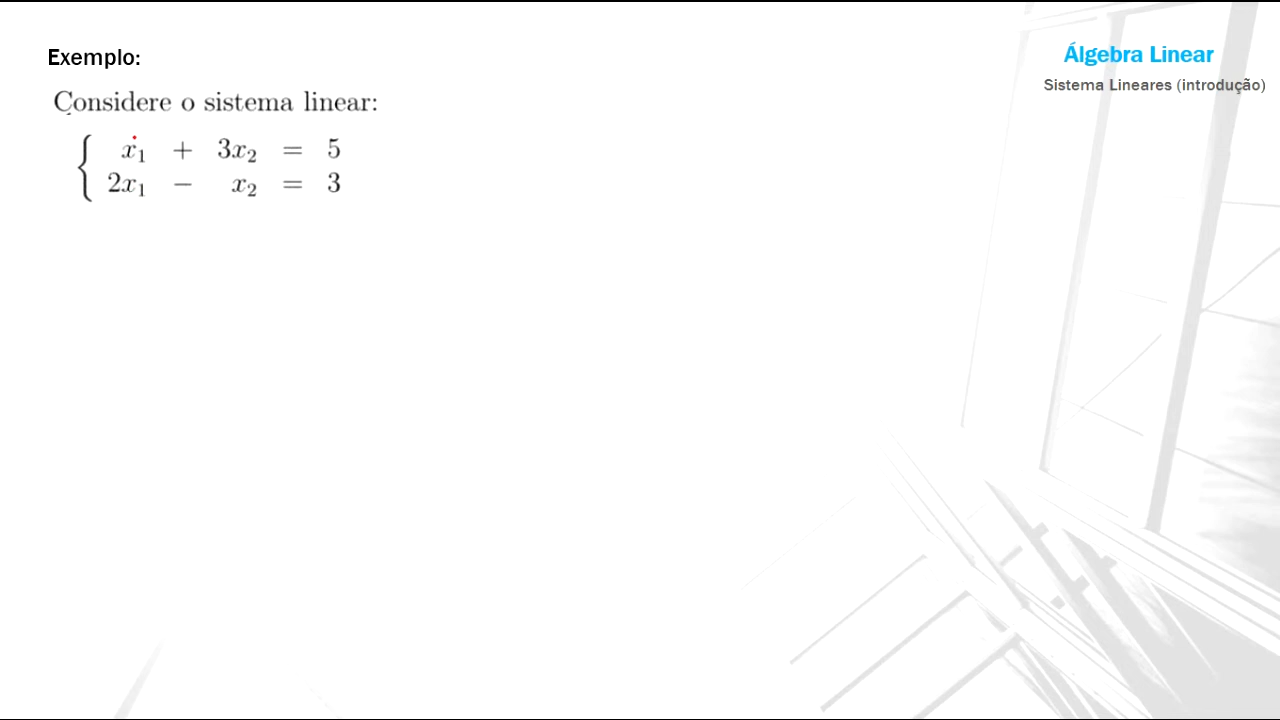 Exemplo:
Álgebra Linear
Sistema Lineares (introdução)
Considere o sistema linear:
x₁ + 3x₂ = 5
2x₁ − x₂ = 3